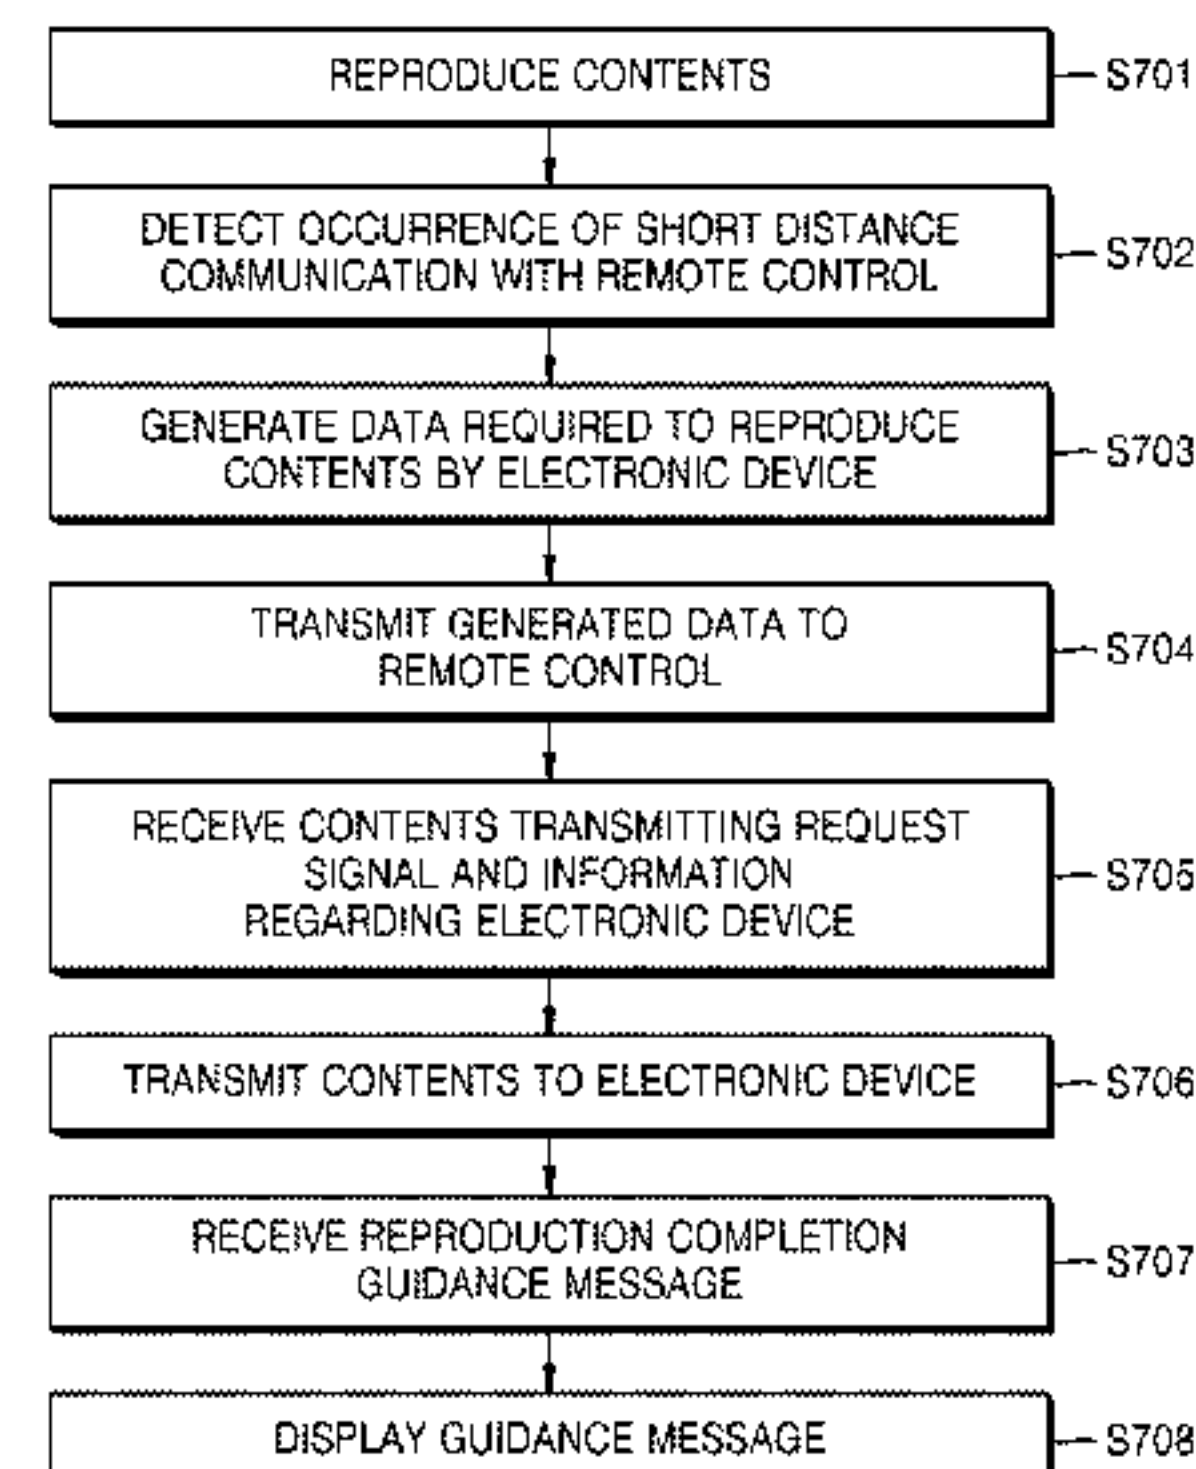 REPRODUCE CONTENTS
S701
DETECT OCCURRENCE OF SHORT DISTANCE
COMMUNICATION WITH REMOTE CONTROL
S702
GENERATE DATA REQUIRED TO REPRODUCE
CONTENTS BY ELECTRONIC DEVICE
S703
TRANSMIT GENERATED DATA TO
REMOTE CONTROL
S704
RECEIVE CONTENTS TRANSMITTING REQUEST
SIGNAL AND INFORMATION
REGARDING ELECTRONIC DEVICE
S705
TRANSMIT CONTENTS TO ELECTRONIC DEVICE
S706
RECEIVE REPRODUCTION COMPLETION
GUIDANCE MESSAGE
S707
DISPLAY GUIDANCE MESSAGE
S708